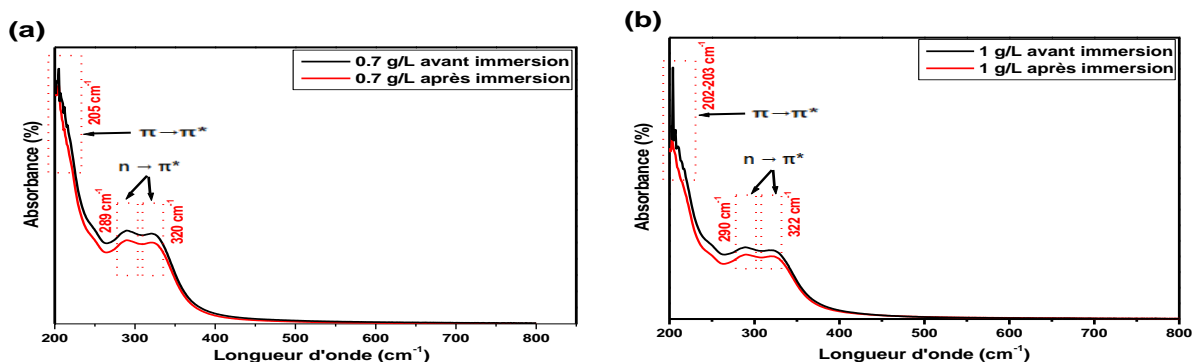 (a)
0.7 g/L avant immersion
0.7 g/L après immersion
205 cm-1
π→π*
n → π*
289 cm-1
320 cm-1
Absorbance (%)
200 300 400 500 600 700 800
Longueur d'onde (cm-1)
(b)
1 g/L avant immersion
1 g/L après immersion
202-203 cm-1
π→π*
n → π*
290 cm-1
322 cm-1
Absorbance (%)
200 300 400 500 600 700 800
Longueur d'onde (cm-1)